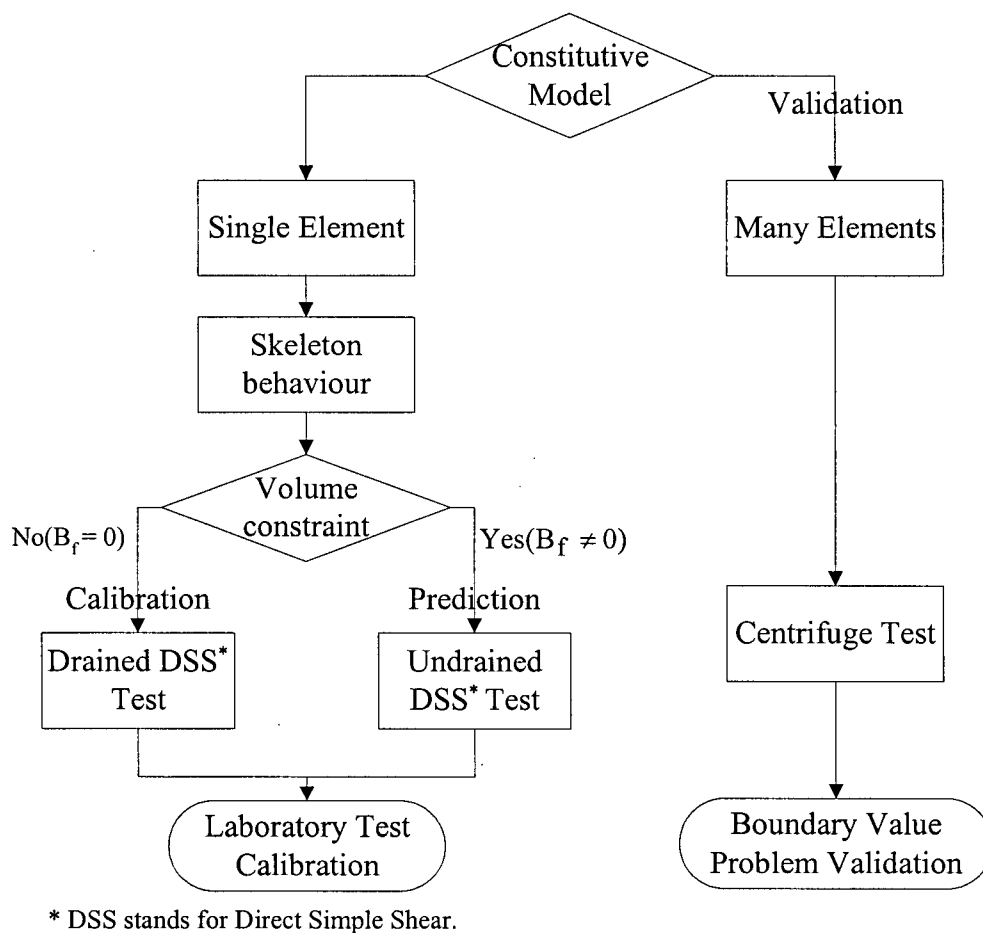 Constitutive
Model
Validation
Single Element
Many Elements
Skeleton
behaviour
Volume
constraint
No(B_f = 0)
Yes(B_f ≠ 0)
Calibration
Prediction
Drained DSS*
Test
Undrained
DSS* Test
Centrifuge Test
Laboratory Test
Calibration
Boundary Value
Problem Validation
* DSS stands for Direct Simple Shear.